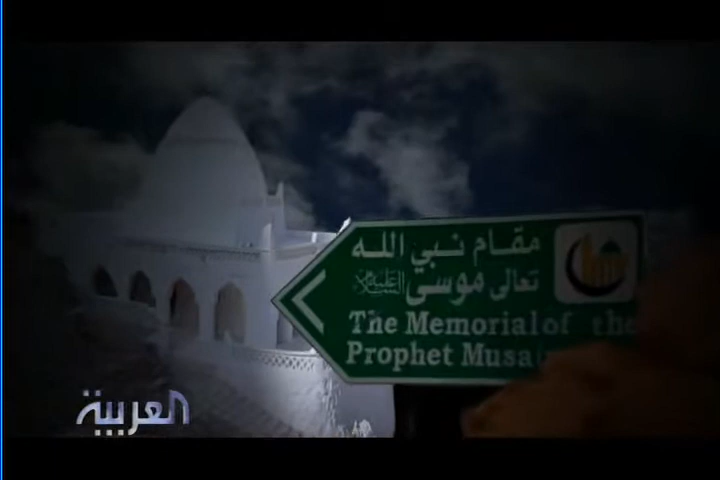 مقام نبي الله
تعالى موسى عليه السلام
The Memorial of the
Prophet Musa
العربية